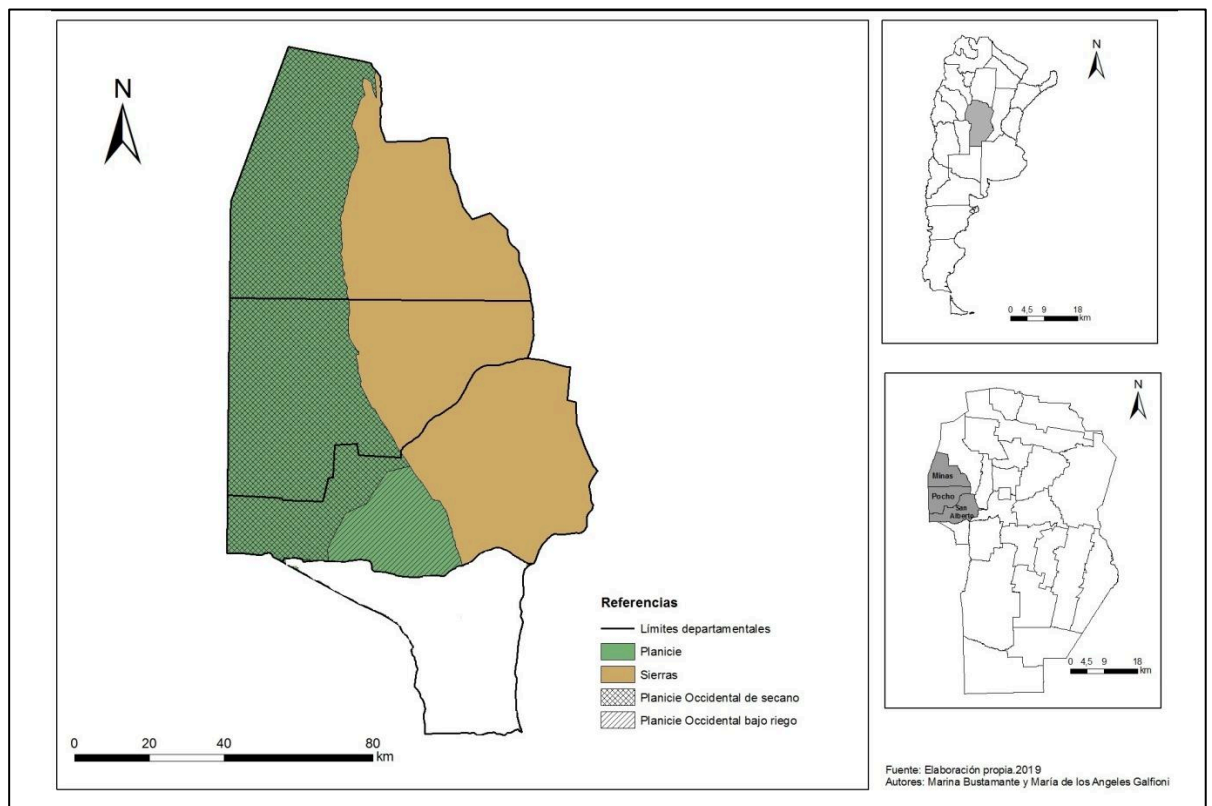 N
Referencias
Límites departamentales
Planicie
Sierras
Planicie Occidental de secano
Planicie Occidental bajo riego
0 20 40 80
km
N
0 4,5 9 18
km
N
Minas
Pocho
San
Alberto
0 4,5 9 18
km
Fuente: Elaboración propia.2019
Autores: Marina Bustamante y María de los Angeles Galfioni